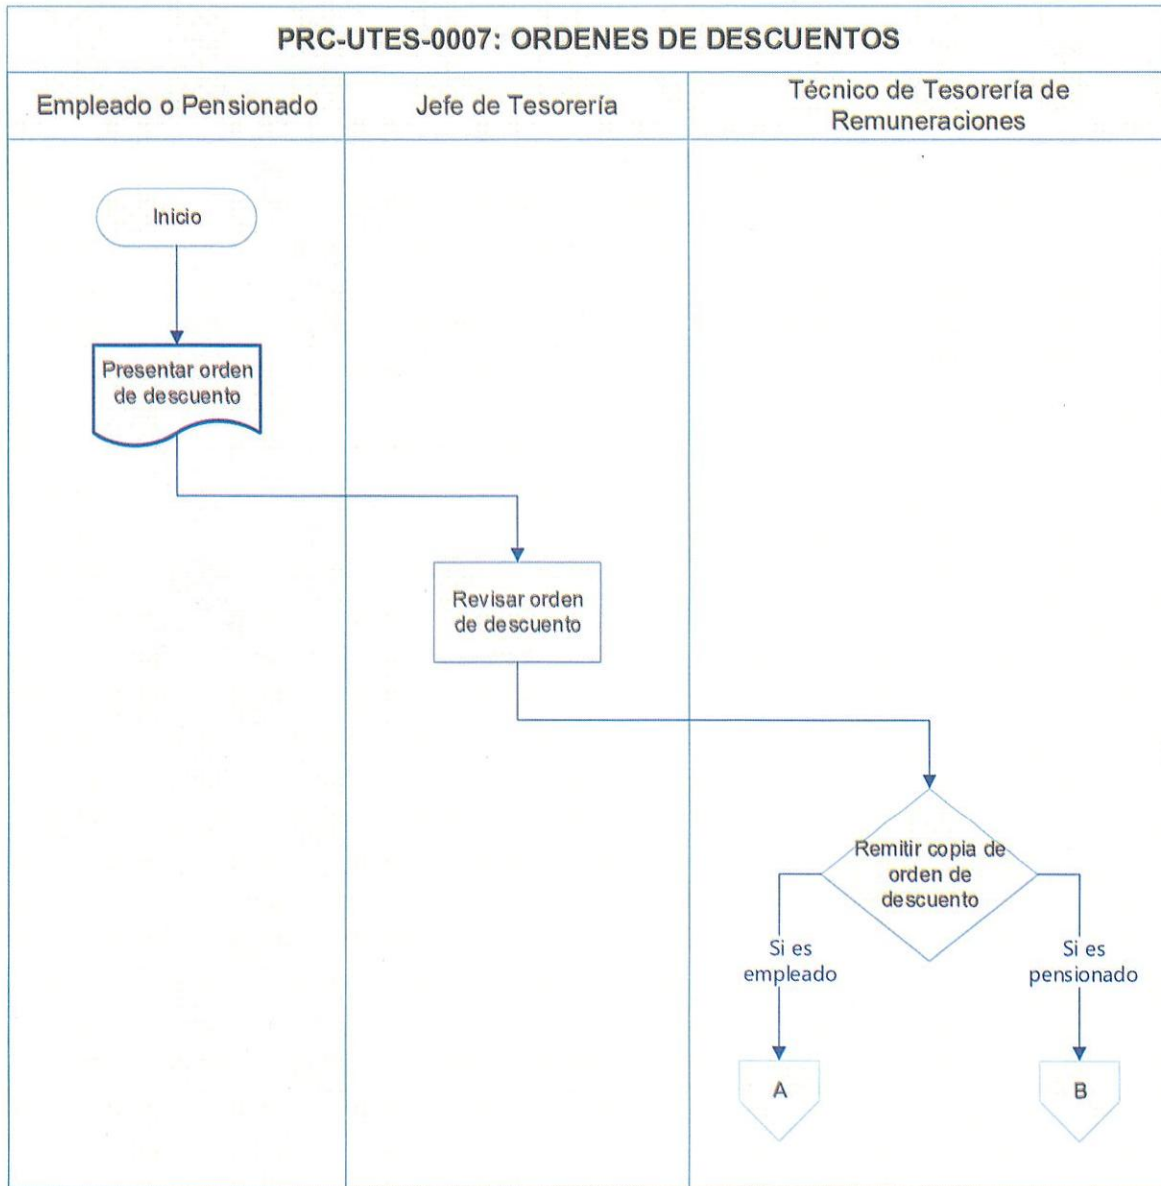 PRC-UTES-0007: ORDENES DE DESCUENTOS
Empleado o Pensionado
Jefe de Tesorería
Técnico de Tesorería de
Remuneraciones
Inicio
Presentar orden
de descuento
Revisar orden
de descuento
Remitir copia de
orden de
descuento
Si es
empleado
Si es
pensionado
A
B